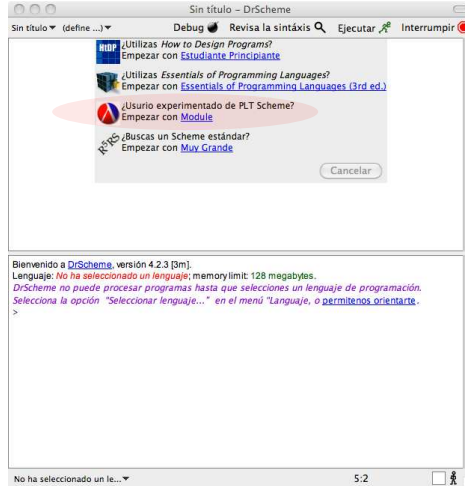 Sin título – DrScheme
Sin título (define ...) Debug Revisa la sintáxis Ejecutar Interrumpir
HtDP ¿Utilizas How to Design Programs?
Empezar con Estudiante Principiante
¿Utilizas Essentials of Programming Languages?
Empezar con Essentials of Programming Languages (3rd ed.)
¿Usurio experimentado de PLT Scheme?
Empezar con Module
R5RS ¿Buscas un Scheme estándar?
Empezar con Muy Grande
Cancelar
Bienvenido a DrScheme, versión 4.2.3 [3m].
Lenguaje: No ha seleccionado un lenguaje; memory limit: 128 megabytes.
DrScheme no puede procesar programas hasta que selecciones un lenguaje de programación.
Selecciona la opción "Seleccionar lenguaje..." en el menú "Languaje, o permitenos orientarte.
>
No ha seleccionado un le... 5:2